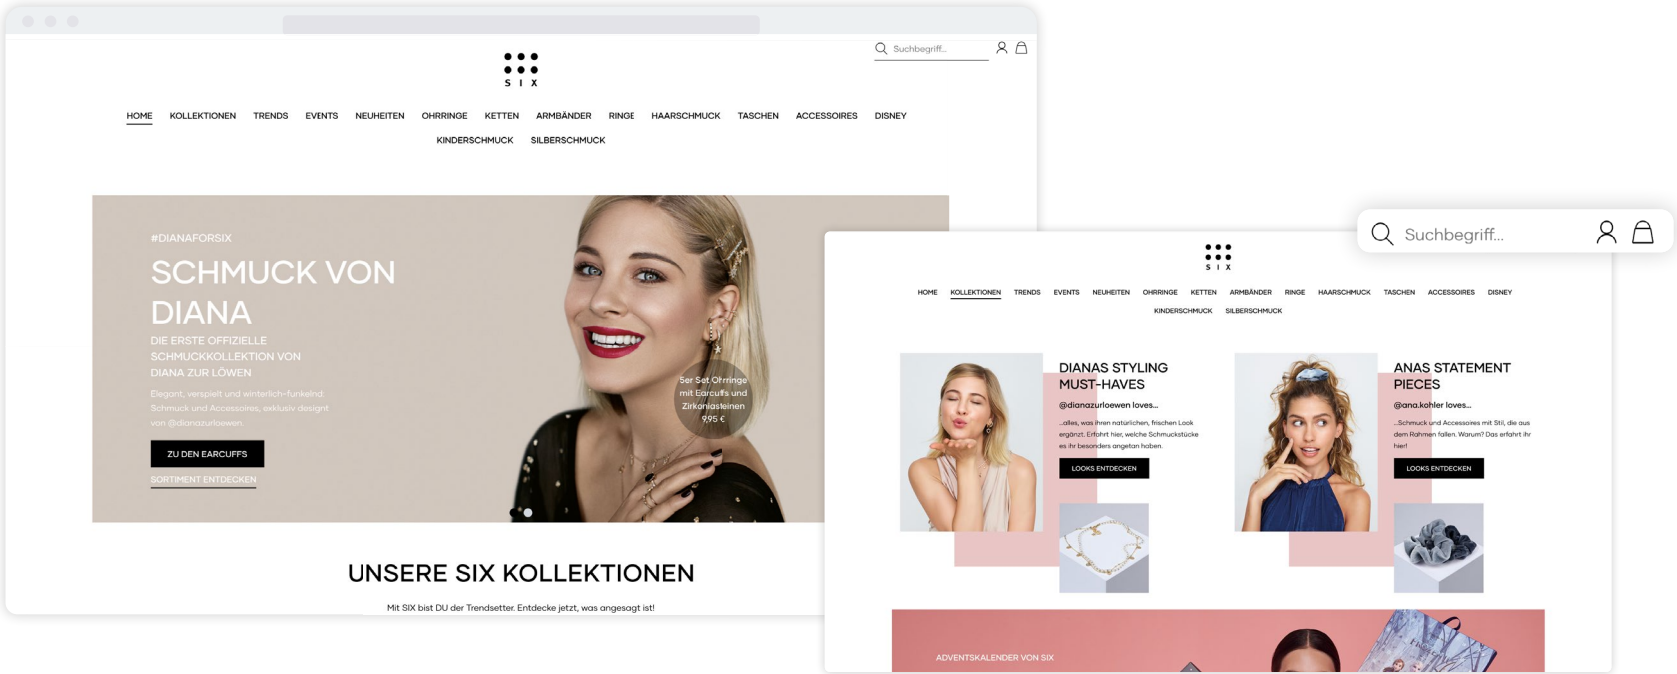 Suchbegriff...
SIX
HOME KOLLEKTIONEN TRENDS EVENTS NEUHEITEN OHRRINGE KETTEN ARMBÄNDER RINGE HAARSCHMUCK TASCHEN ACCESSOIRES DISNEY
KINDERSCHMUCK SILBERSCHMUCK
#DIANAFORSIX
SCHMUCK VON
DIANA
DIE ERSTE OFFIZIELLE
SCHMUCKKOLLEKTION VON
DIANA ZUR LÖWEN
Elegant, verspielt und winterlich-funkelnd:
Schmuck und Accessoires, exklusiv designt
von @dianazurloewen.
ZU DEN EARCUFFS
SORTIMENT ENTDECKEN
5er Set Ohrringe
mit Earcuffs und
Zirkoniasteinen
9,95 €
UNSERE SIX KOLLEKTIONEN
Mit SIX bist DU der Trendsetter. Entdecke jetzt, was angesagt ist!
Suchbegriff...
SIX
HOME KOLLEKTIONEN TRENDS EVENTS NEUHEITEN OHRRINGE KETTEN ARMBÄNDER RINGE HAARSCHMUCK TASCHEN ACCESSOIRES DISNEY
KINDERSCHMUCK SILBERSCHMUCK
DIANAS STYLING
MUST-HAVES
@dianazurloewen loves...
...alles, was ihren natürlichen, frischen Look
ergänzt. Erfahrt hier, welche Schmuckstücke
es ihr besonders angetan haben.
LOOKS ENTDECKEN
ANAS STATEMENT
PIECES
@ana.kohler loves...
...Schmuck und Accessoires mit Stil, die aus
dem Rahmen fallen. Warum? Das erfahrt ihr
hier!
LOOKS ENTDECKEN
ADVENTSKALENDER VON SIX